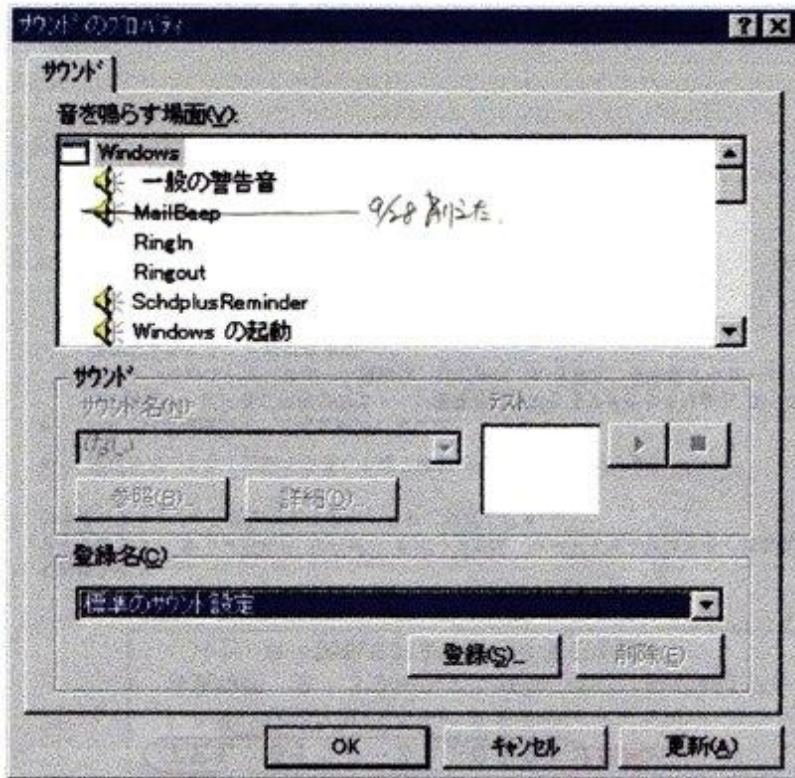 サウンドのプロパティ
サウンド
音を鳴らす場面(V):
Windows
一般の警告音
MailBeep
9/28 削った.
RingIn
Ringout
SchdplusReminder
Windows の起動
サウンド
サウンド名(N):
テスト:
(なし)
参照(B)...
詳細(D)...
登録名(C)
標準のサウンド設定
登録(S)...
削除(E)
OK
キャンセル
更新(A)